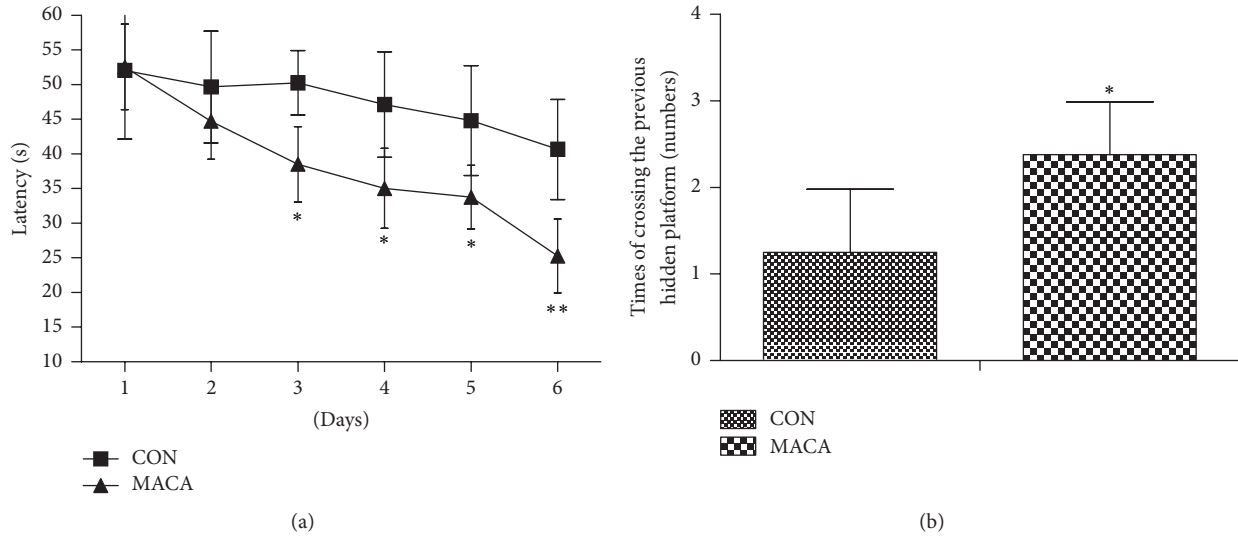 60
55
50
45
40
35
30
25
20
15
10
Latency (s)
1 2 3 4 5 6
(Days)
*
*
*
**
CON
MACA
(a)
4
3
2
1
0
Times of crossing the previous
hidden platform (numbers)
*
CON
MACA
(b)